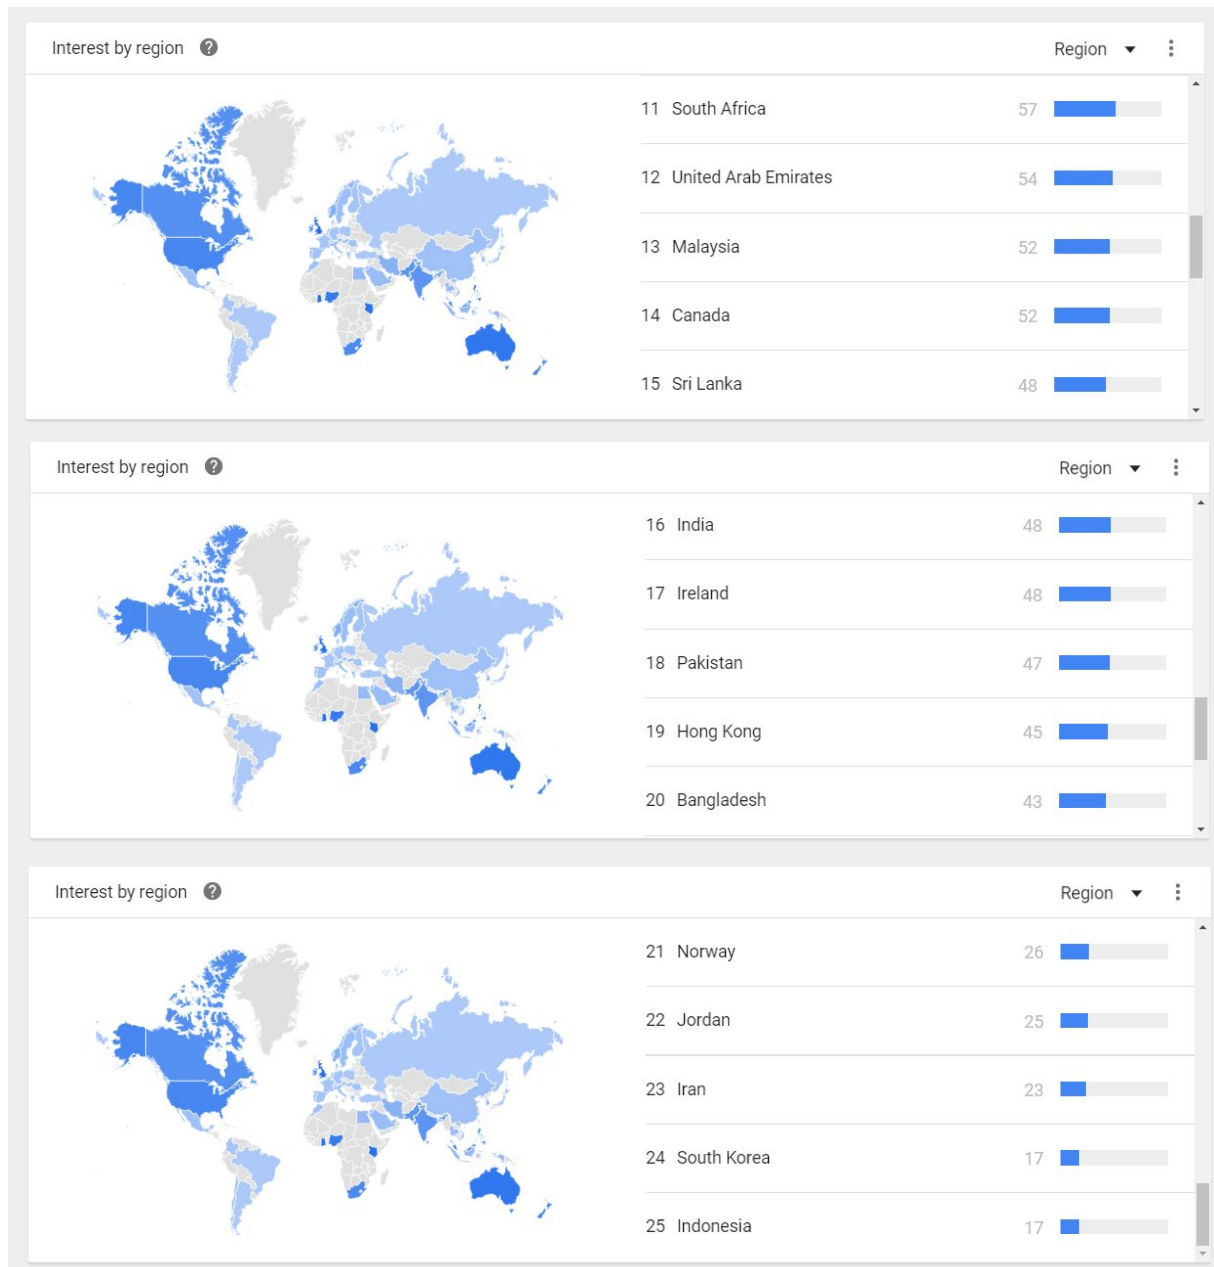 Interest by region
Region
11 South Africa 57
12 United Arab Emirates 54
13 Malaysia 52
14 Canada 52
15 Sri Lanka 48
Interest by region
Region
16 India 48
17 Ireland 48
18 Pakistan 47
19 Hong Kong 45
20 Bangladesh 43
Interest by region
Region
21 Norway 26
22 Jordan 25
23 Iran 23
24 South Korea 17
25 Indonesia 17